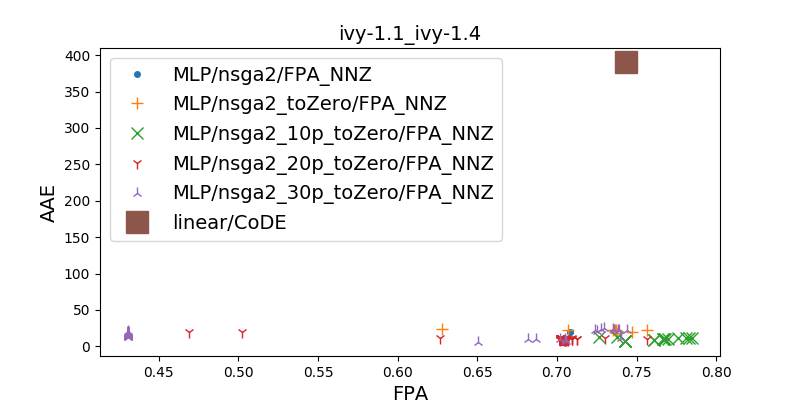 ivy-1.1_ivy-1.4
AAE
400
350
300
250
200
150
100
50
0
MLP/nsga2/FPA_NNZ
MLP/nsga2_toZero/FPA_NNZ
MLP/nsga2_10p_toZero/FPA_NNZ
MLP/nsga2_20p_toZero/FPA_NNZ
MLP/nsga2_30p_toZero/FPA_NNZ
linear/CoDE
0.45 0.50 0.55 0.60 0.65 0.70 0.75 0.80
FPA